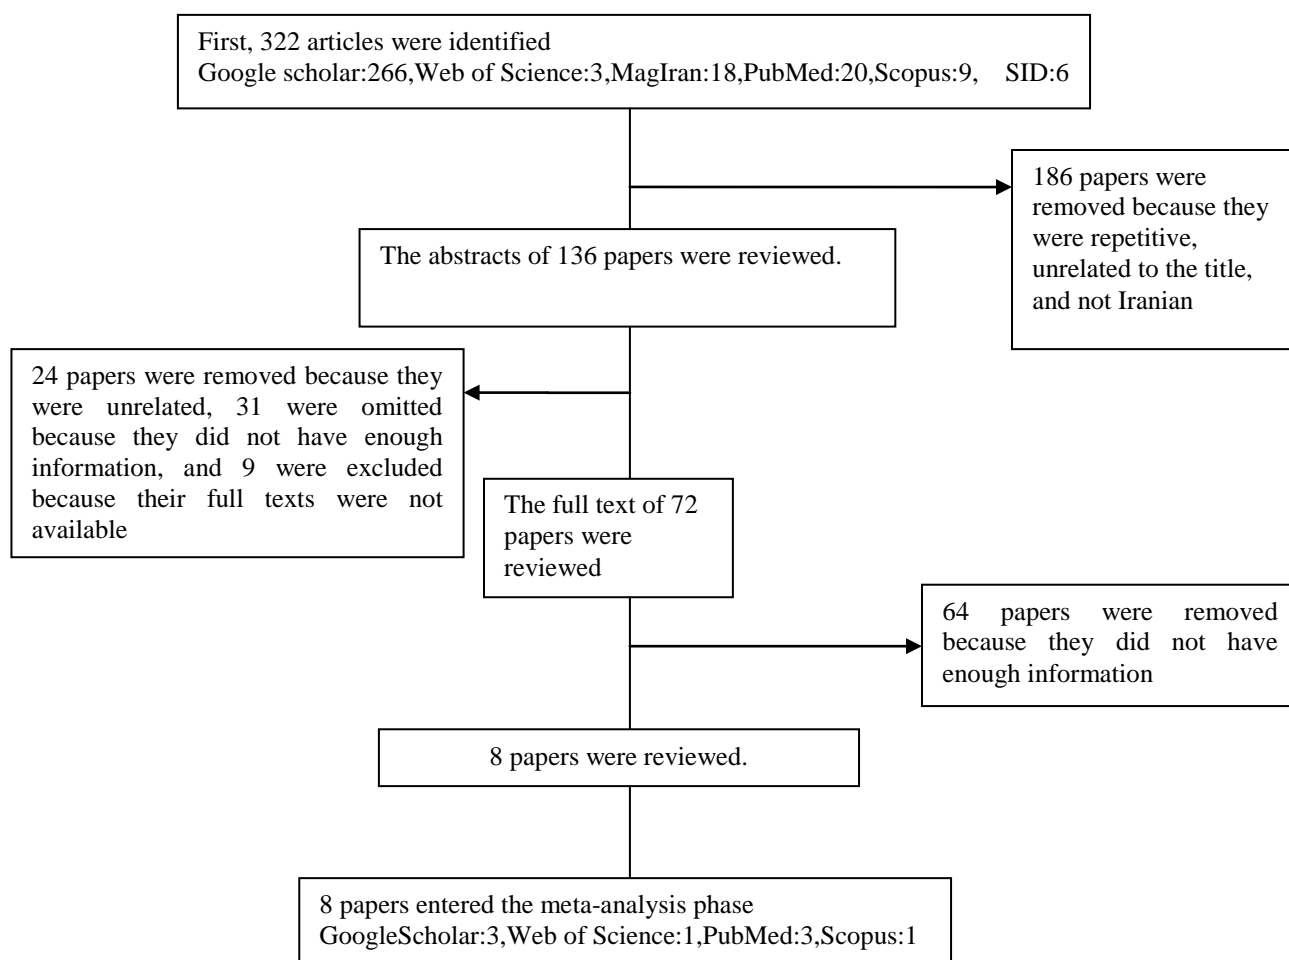 First, 322 articles were identified
Google scholar:266,Web of Science:3,MagIran:18,PubMed:20,Scopus:9, SID:6
186 papers were
removed because they
were repetitive,
unrelated to the title,
and not Iranian
The abstracts of 136 papers were reviewed.
24 papers were removed because they
were unrelated, 31 were omitted
because they did not have enough
information, and 9 were excluded
because their full texts were not
available
The full text of 72
papers were
reviewed
64 papers were removed
because they did not have
enough information
8 papers were reviewed.
8 papers entered the meta-analysis phase
GoogleScholar:3,Web of Science:1,PubMed:3,Scopus:1